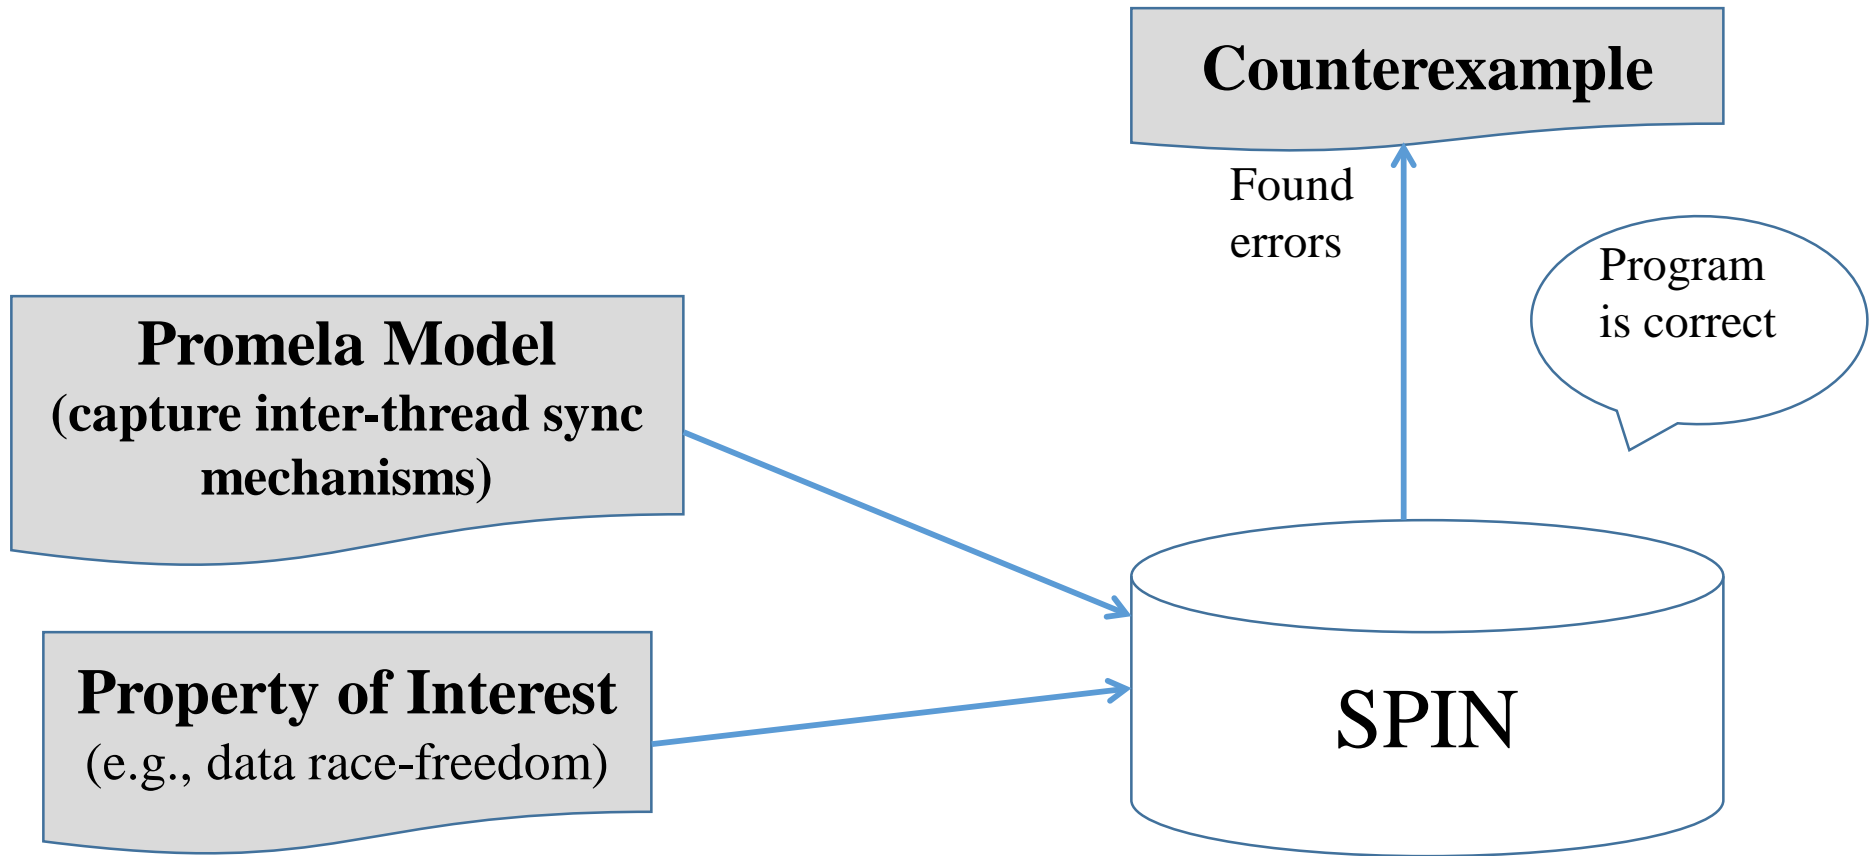 Counterexample
Found
errors
Program
is correct
Promela Model
(capture inter-thread sync
mechanisms)
Property of Interest
(e.g., data race-freedom)
SPIN